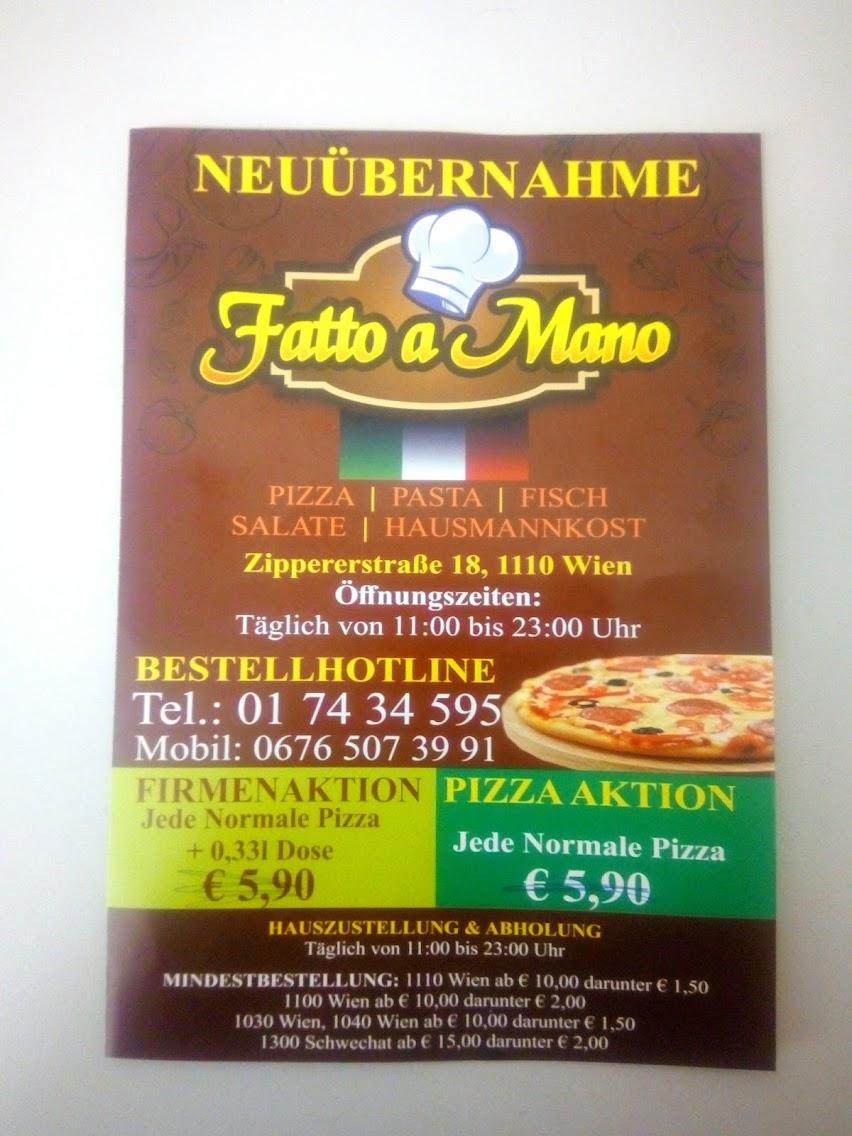 NEUÜBERNAHME
Fatto a Mano
PIZZA | PASTA | FISCH
SALATE | HAUSMANNKOST
Zippererstraße 18, 1110 Wien
Öffnungszeiten:
Täglich von 11:00 bis 23:00 Uhr
BESTELLHOTLINE
Tel.: 01 74 34 595
Mobil: 0676 507 39 91
FIRMENAKTION
Jede Normale Pizza
+ 0,33l Dose
€ 5,90
PIZZA AKTION
Jede Normale Pizza
€ 5,90
HAUSZUSTELLUNG & ABHOLUNG
Täglich von 11:00 bis 23:00 Uhr
MINDESTBESTELLUNG: 1110 Wien ab € 10,00 darunter € 1,50
1100 Wien ab € 10,00 darunter € 2,00
1030 Wien, 1040 Wien ab € 10,00 darunter € 1,50
1300 Schwechat ab € 15,00 darunter € 2,00